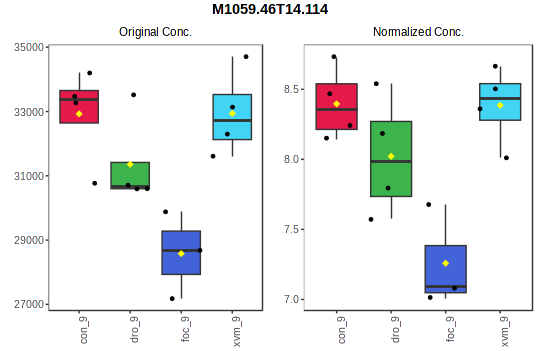 M1059.46T14.114
Original Conc.
Normalized Conc.
35000
33000
31000
29000
27000
8.5
8.0
7.5
7.0
con_9
dro_9
foc_9
xvm_9
con_9
dro_9
foc_9
xvm_9